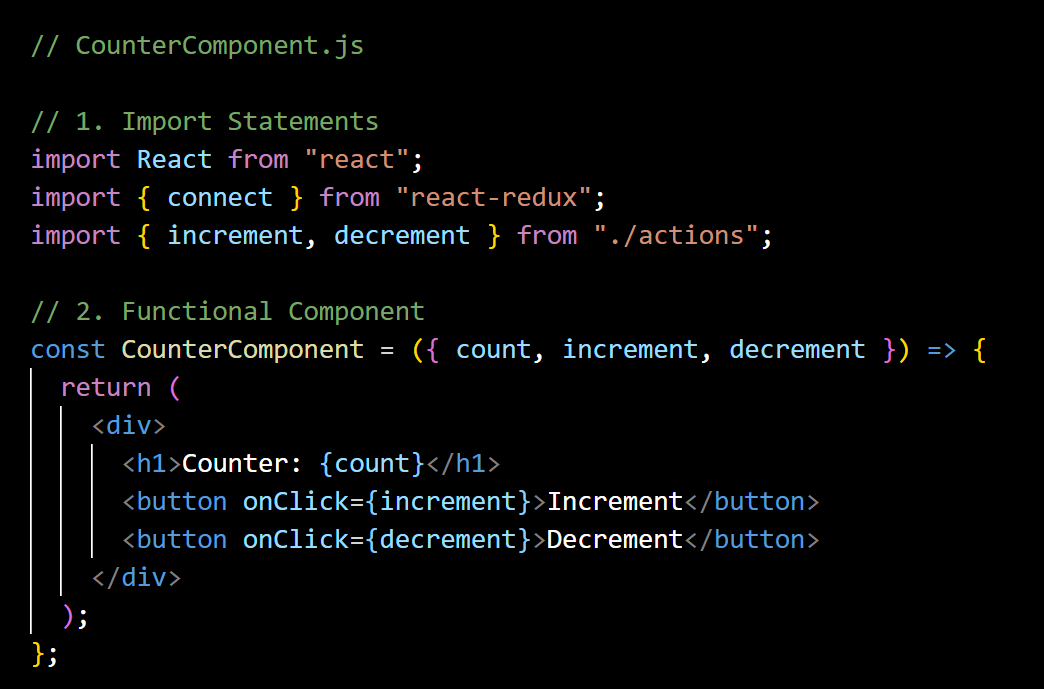 // CounterComponent.js
// 1. Import Statements
import React from "react";
import { connect } from "react-redux";
import { increment, decrement } from "./actions";
// 2. Functional Component
const CounterComponent = ({ count, increment, decrement }) => {
  return (
    <div>
      <h1>Counter: {count}</h1>
      <button onClick={increment}>Increment</button>
      <button onClick={decrement}>Decrement</button>
    </div>
  );
};